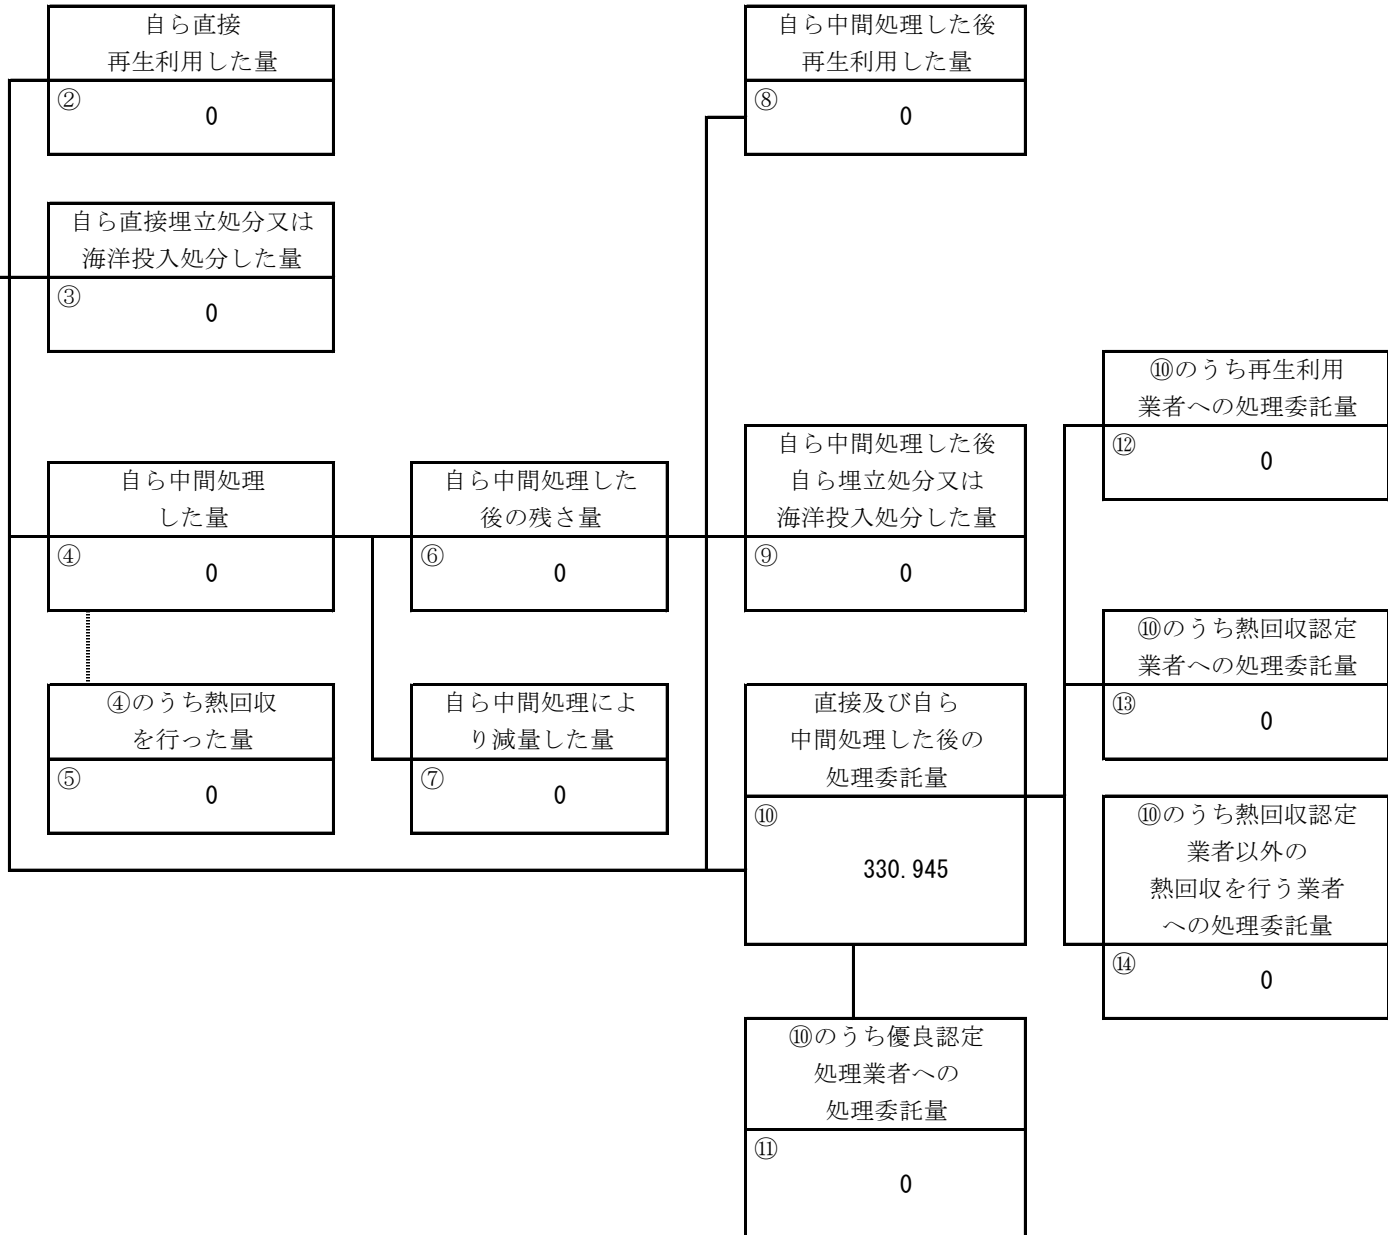 自ら直接
再生利用した量
②
0
自ら中間処理した後
再生利用した量
⑧
0
自ら直接埋立処分又は
海洋投入処分した量
③
0
⑩のうち再生利用
業者への処理委託量
⑫
0
自ら中間処理
した量
④
0
自ら中間処理した
後の残さ量
⑥
0
自ら中間処理した後
自ら埋立処分又は
海洋投入処分した量
⑨
0
⑩のうち熱回収認定
業者への処理委託量
⑬
0
④のうち熱回収
を行った量
⑤
0
自ら中間処理によ
り減量した量
⑦
0
直接及び自ら
中間処理した後の
処理委託量
⑩
330.945
⑩のうち熱回収認定
業者以外の
熱回収を行う業者
への処理委託量
⑭
0
⑩のうち優良認定
処理業者への
処理委託量
⑪
0